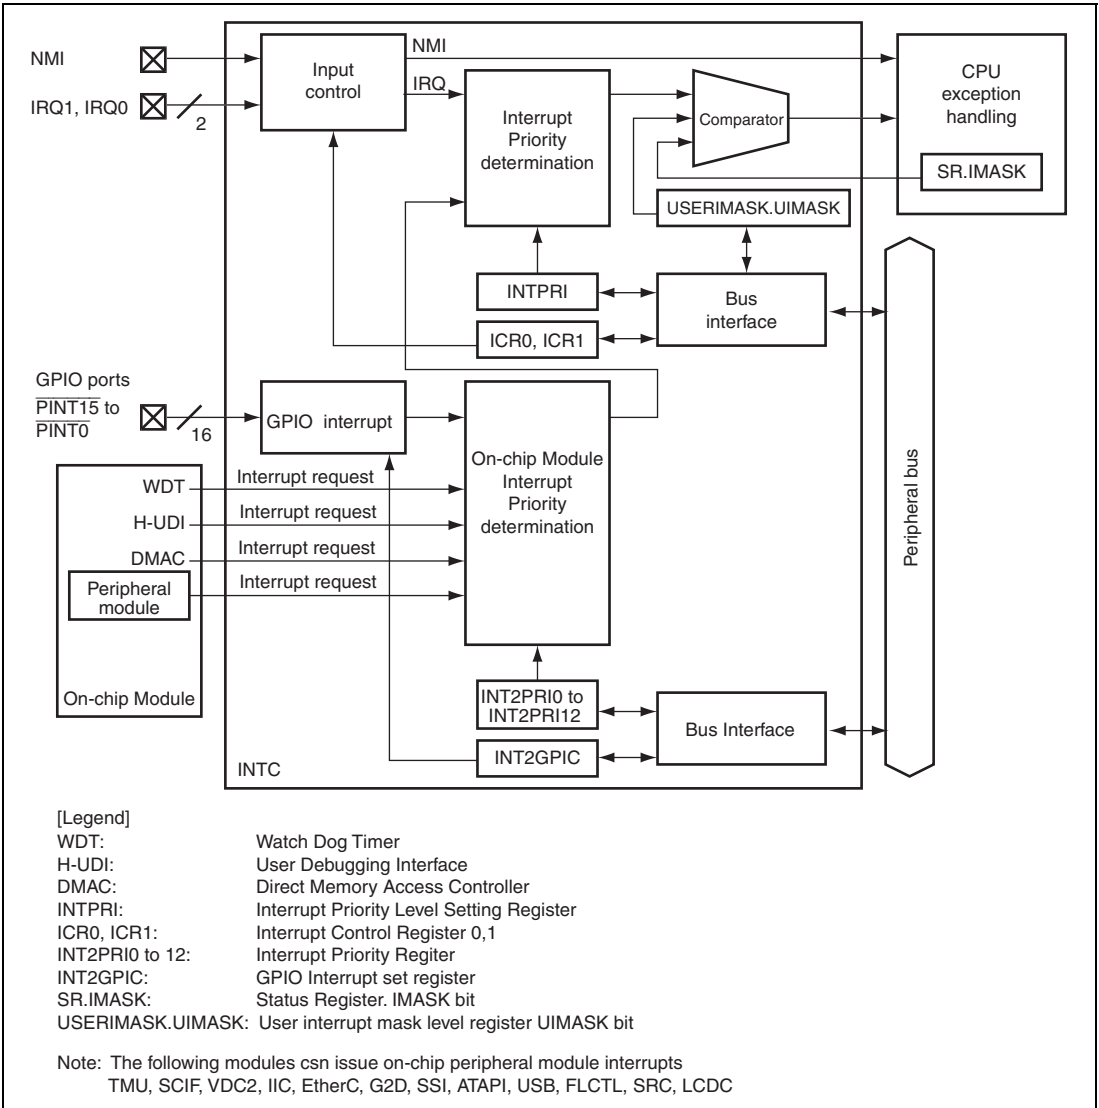 NMI
IRQ1, IRQ0
2
Input
control
NMI
IRQ
Interrupt
Priority
determination
Comparator
CPU
exception
handling
SR.IMASK
USERIMASK.UIMASK
INTPRI
ICR0, ICR1
Bus
interface
GPIO ports
PINT15 to
PINT0
16
GPIO interrupt
On-chip Module
Interrupt
Priority
determination
WDT
Interrupt request
H-UDI
Interrupt request
DMAC
Interrupt request
Peripheral
module
Interrupt request
On-chip Module
Peripheral bus
INT2PRI0 to
INT2PRI12
INT2GPIC
Bus Interface
INTC
[Legend]
WDT: Watch Dog Timer
H-UDI: User Debugging Interface
DMAC: Direct Memory Access Controller
INTPRI: Interrupt Priority Level Setting Register
ICR0, ICR1: Interrupt Control Register 0,1
INT2PRI0 to 12: Interrupt Priority Regiter
INT2GPIC: GPIO Interrupt set register
SR.IMASK: Status Register. IMASK bit
USERIMASK.UIMASK: User interrupt mask level register UIMASK bit
Note: The following modules csn issue on-chip peripheral module interrupts
TMU, SCIF, VDC2, IIC, EtherC, G2D, SSI, ATAPI, USB, FLCTL, SRC, LCDC